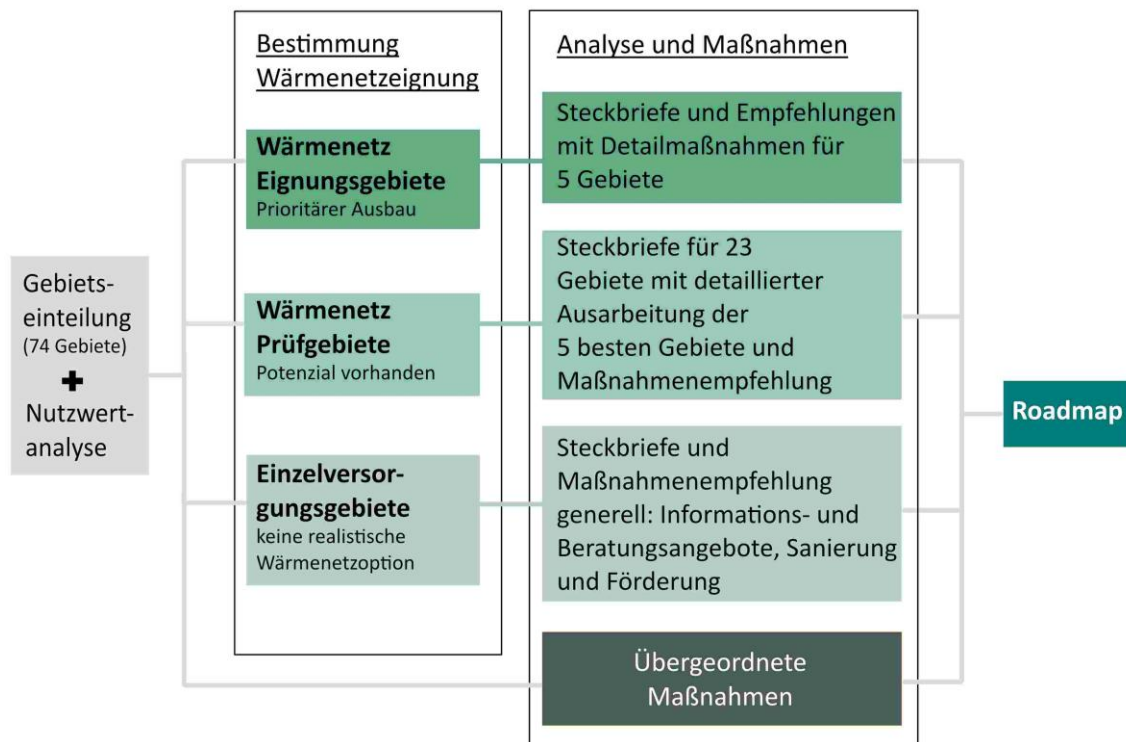 Gebiets-
einteilung
(74 Gebiete)
+
Nutzwert-
analyse
Bestimmung
Wärmenetzeignung
Wärmenetz
Eignungsgebiete
Prioritärer Ausbau
Wärmenetz
Prüfgebiete
Potenzial vorhanden
Einzelversor-
gungsgebiete
keine realistische
Wärmenetzoption
Analyse und Maßnahmen
Steckbriefe und Empfehlungen
mit Detailmaßnahmen für
5 Gebiete
Steckbriefe für 23
Gebiete mit detaillierter
Ausarbeitung der
5 besten Gebiete und
Maßnahmenempfehlung
Steckbriefe und
Maßnahmenempfehlung
generell: Informations- und
Beratungsangebote, Sanierung
und Förderung
Übergeordnete
Maßnahmen
Roadmap